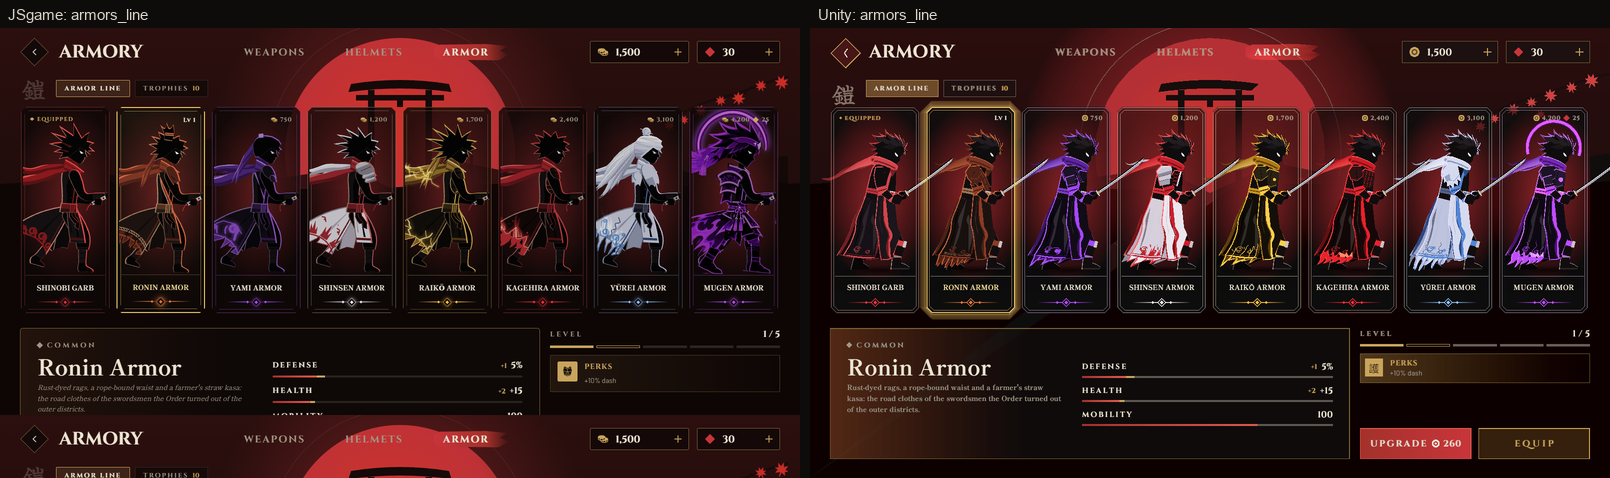 JSgame: armors_line
ARMORY
WEAPONS HELMETS ARMOR
1,500 +
30 +
鎧 ARMOR LINE TROPHIES 10
EQUIPPED LV 1 750 1,200 1,700 2,400 3,100 4,200 25
SHINOBI GARB RONIN ARMOR YAMI ARMOR SHINSEN ARMOR RAIKŌ ARMOR KAGEHIRA ARMOR YŪREI ARMOR MUGEN ARMOR
COMMON
Ronin Armor
Rust-dyed rags, a rope-bound waist and a farmer's straw kasa:
the road clothes of the swordsmen the Order turned out of the
outer districts.
DEFENSE +1 5%
HEALTH +2 +15
MOBILITY 100
LEVEL 1 / 5
PERKS
+10% dash
ARMORY
WEAPONS HELMETS ARMOR
1,500 +
30 +
ARMOR LINE TROPHIES 10
Unity: armors_line
ARMORY
WEAPONS HELMETS ARMOR
1,500 +
30 +
鎧 ARMOR LINE TROPHIES 10
EQUIPPED LV 1 750 1,200 1,700 2,400 3,100 4,200 25
SHINOBI GARB RONIN ARMOR YAMI ARMOR SHINSEN ARMOR RAIKŌ ARMOR KAGEHIRA ARMOR YŪREI ARMOR MUGEN ARMOR
COMMON
Ronin Armor
Rust-dyed rags, a rope-bound waist and a farmer's straw
kasa: the road clothes of the swordsmen the Order turned out
of the outer districts.
DEFENSE +1 5%
HEALTH +2 +15
MOBILITY 100
LEVEL 1 / 5
PERKS
+10% dash
UPGRADE 260
EQUIP